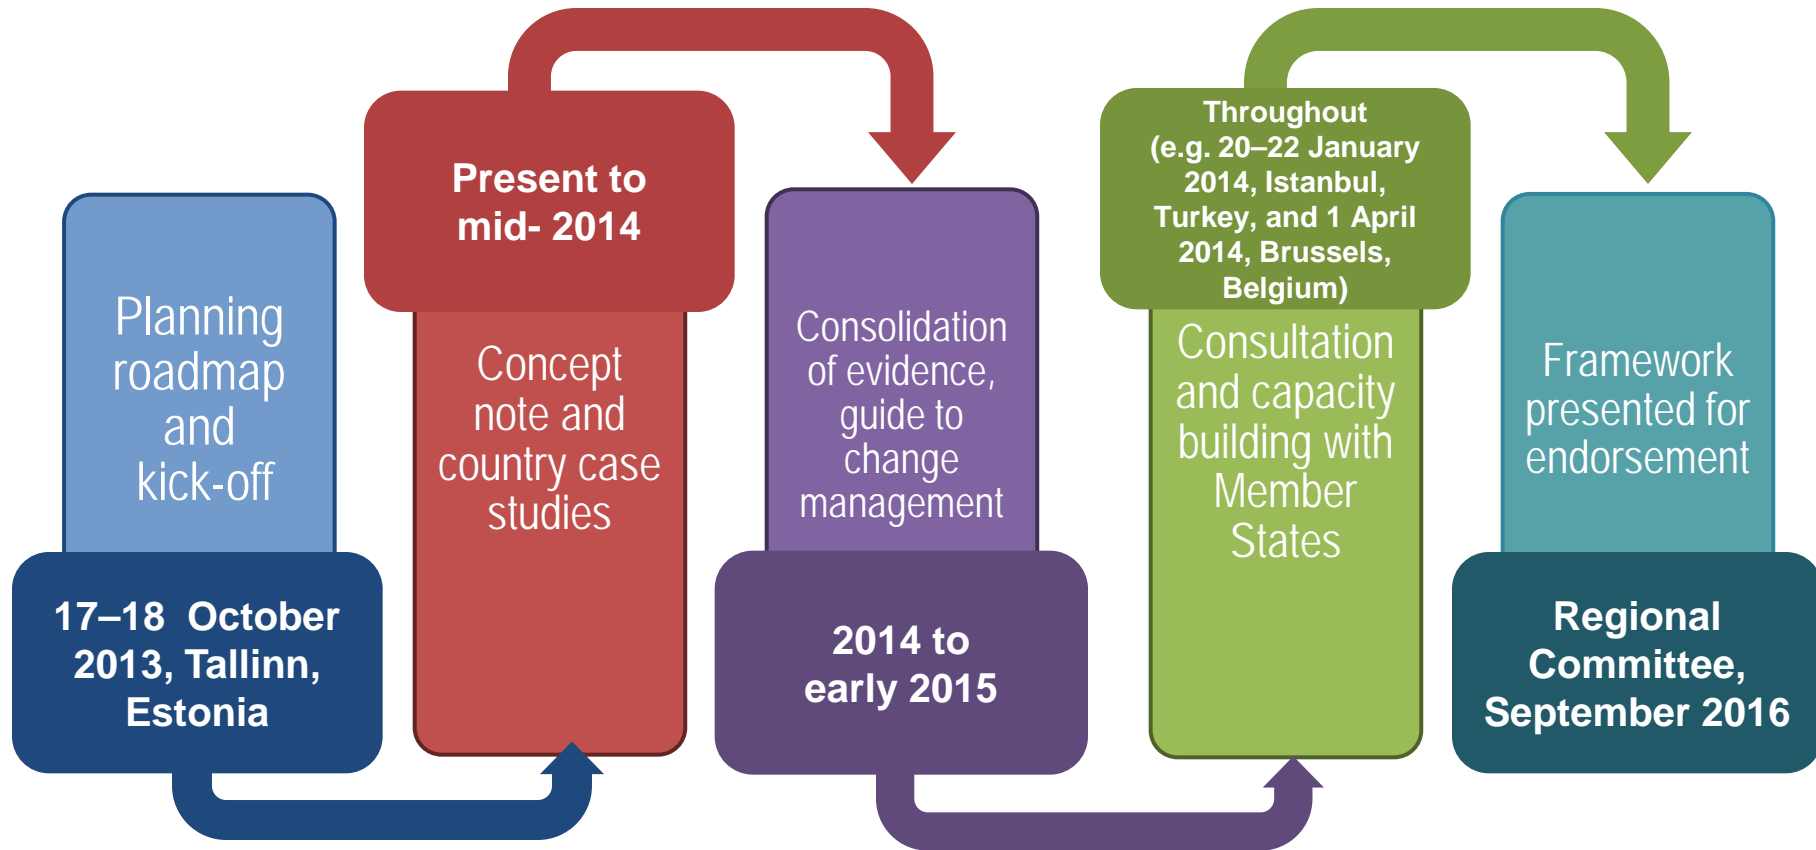 Planning
roadmap
and
kick-off
17–18 October
2013, Tallinn,
Estonia
Present to
mid- 2014
Concept
note and
country case
studies
Consolidation
of evidence,
guide to
change
management
2014 to
early 2015
Throughout
(e.g. 20–22 January
2014, Istanbul,
Turkey, and 1 April
2014, Brussels,
Belgium)
Consultation
and capacity
building with
Member
States
Framework
presented for
endorsement
Regional
Committee,
September 2016